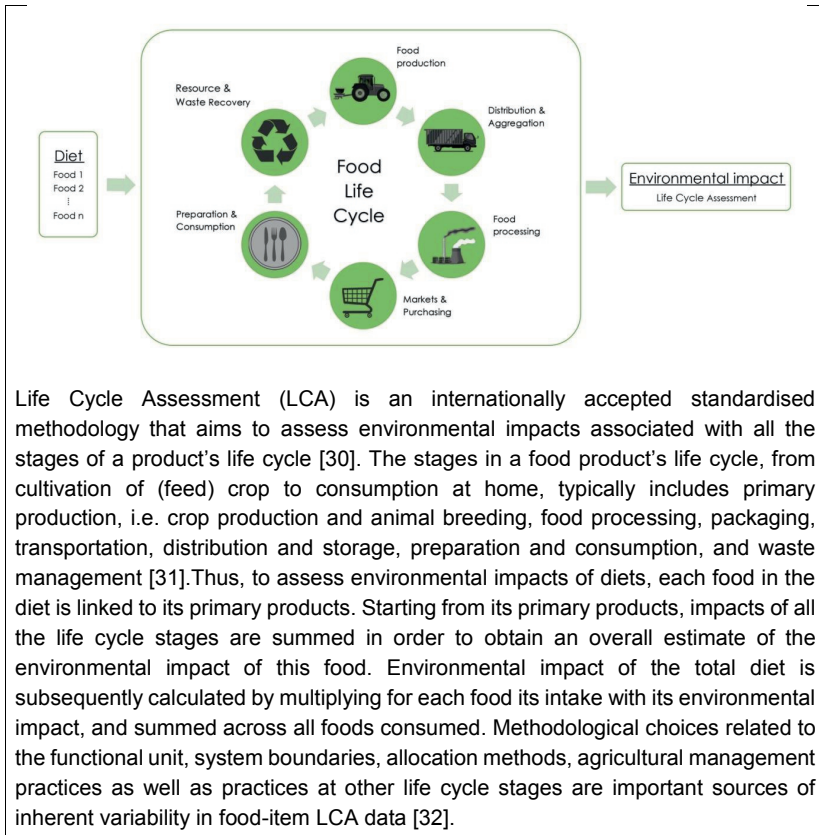 Food
production
Resource &
Waste Recovery
Distribution &
Aggregation
Diet
Food 1
Food 2
⋮
Food n
Food
Life
Cycle
Environmental impact
Life Cycle Assessment
Preparation &
Consumption
Food
processing
Markets &
Purchasing
Life Cycle Assessment (LCA) is an internationally accepted standardised
methodology that aims to assess environmental impacts associated with all the
stages of a product’s life cycle [30]. The stages in a food product’s life cycle, from
cultivation of (feed) crop to consumption at home, typically includes primary
production, i.e. crop production and animal breeding, food processing, packaging,
transportation, distribution and storage, preparation and consumption, and waste
management [31].Thus, to assess environmental impacts of diets, each food in the
diet is linked to its primary products. Starting from its primary products, impacts of all
the life cycle stages are summed in order to obtain an overall estimate of the
environmental impact of this food. Environmental impact of the total diet is
subsequently calculated by multiplying for each food its intake with its environmental
impact, and summed across all foods consumed. Methodological choices related to
the functional unit, system boundaries, allocation methods, agricultural management
practices as well as practices at other life cycle stages are important sources of
inherent variability in food-item LCA data [32].